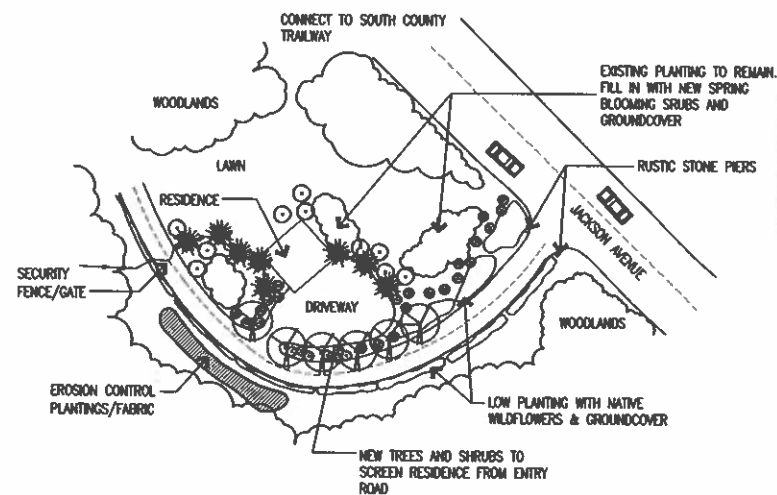 CONNECT TO SOUTH COUNTY
TRAILWAY
EXISTING PLANTING TO REMAIN.
FILL IN WITH NEW SPRING
BLOOMING SRUBS AND
GROUNDCOVER
WOODLANDS
LAWN
RUSTIC STONE PIERS
RESIDENCE
JACKSON AVENUE
SECURITY
FENCE/GATE
DRIVEWAY
WOODLANDS
EROSION CONTROL
PLANTINGS/FABRIC
LOW PLANTING WITH NATIVE
WILDFLOWERS & GROUNDCOVER
NEW TREES AND SHRUBS TO
SCREEN RESIDENCE FROM ENTRY
ROAD